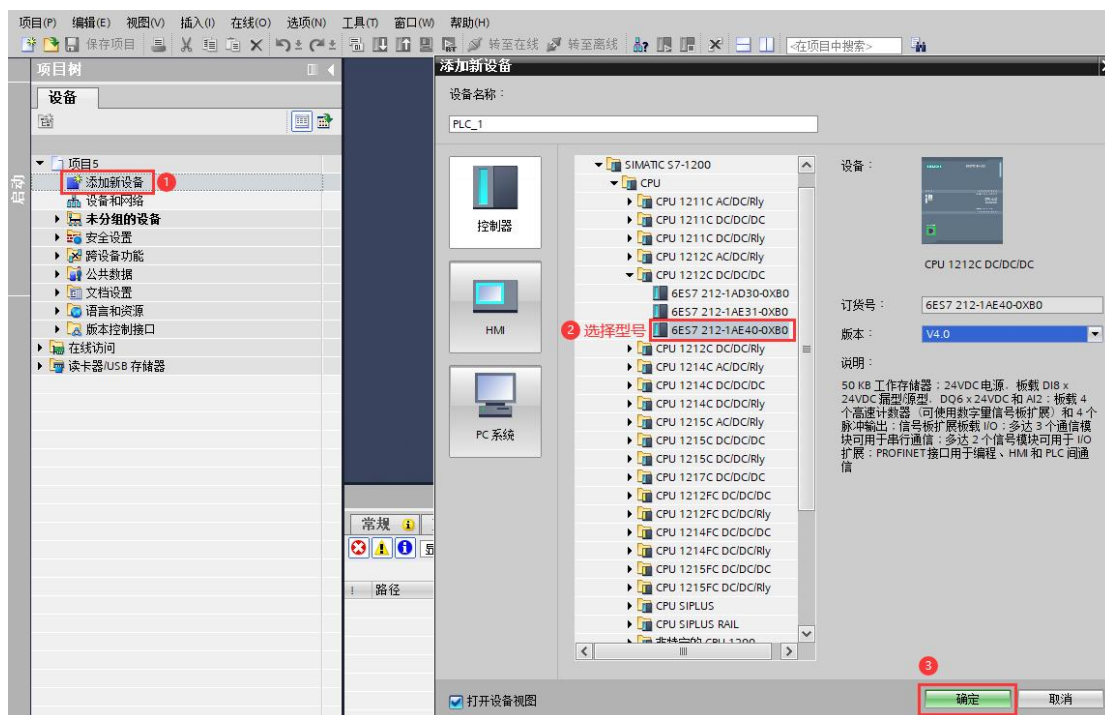 项目(P) 编辑(E) 视图(V) 插入(I) 在线(O) 选项(N) 工具(T) 窗口(W) 帮助(H)
保存项目 转至在线 转至离线 <在项目中搜索>
项目树
设备
启动
项目5
添加新设备 1
设备和网络
未分组的设备
安全设置
跨设备功能
公共数据
文档设置
语言和资源
版本控制接口
在线访问
读卡器/USB 存储器
常规
! 路径
添加新设备
设备名称：
PLC_1
控制器
HMI
PC 系统
SIMATIC S7-1200
CPU
CPU 1211C AC/DC/Rly
CPU 1211C DC/DC/DC
CPU 1211C DC/DC/Rly
CPU 1212C AC/DC/Rly
CPU 1212C DC/DC/DC
6ES7 212-1AD30-0XB0
6ES7 212-1AE31-0XB0
2 选择型号 6ES7 212-1AE40-0XB0
CPU 1212C DC/DC/Rly
CPU 1214C AC/DC/Rly
CPU 1214C DC/DC/DC
CPU 1214C DC/DC/Rly
CPU 1215C AC/DC/Rly
CPU 1215C DC/DC/DC
CPU 1215C DC/DC/Rly
CPU 1217C DC/DC/DC
CPU 1212FC DC/DC/DC
CPU 1212FC DC/DC/Rly
CPU 1214FC DC/DC/DC
CPU 1214FC DC/DC/Rly
CPU 1215FC DC/DC/DC
CPU 1215FC DC/DC/Rly
CPU SIPLUS
CPU SIPLUS RAIL
非特定的 CPU 1200
设备：
CPU 1212C DC/DC/DC
订货号： 6ES7 212-1AE40-0XB0
版本： V4.0
说明：
50 KB 工作存储器；24VDC 电源，板载 DI8 x
24VDC 漏型/源型，DQ6 x 24VDC 和 AI2；板载 4
个高速计数器（可使用数字量信号板扩展）和 4 个
脉冲输出；信号板扩展板载 I/O；多达 3 个通信模
块可用于串行通信；多达 2 个信号模块可用于 I/O
扩展；PROFINET 接口用于编程、HMI 和 PLC 间通
信
3
打开设备视图
确定 取消